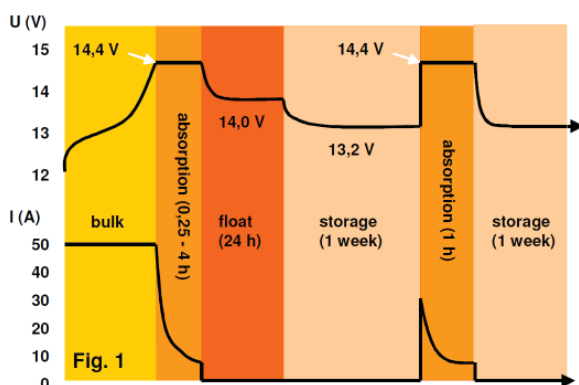 U (V)
15
14
13
12
14,4 V
14,0 V
13,2 V
14,4 V
I (A)
50
40
30
20
10
0
bulk
absorption (0,25 - 4 h)
float
(24 h)
storage
(1 week)
absorption (1 h)
storage
(1 week)
Fig. 1